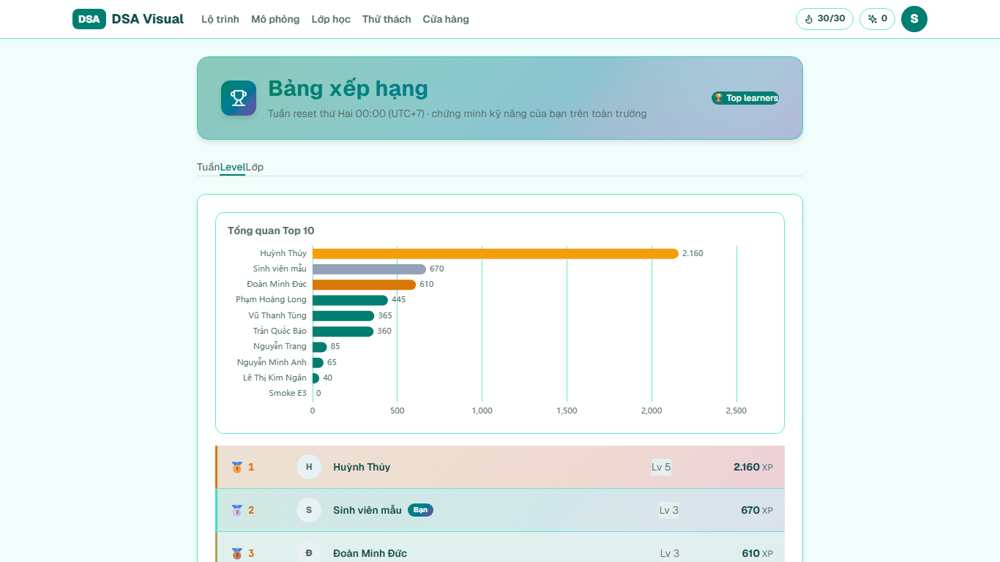 DSA DSA Visual Lộ trình Mô phỏng Lớp học Thử thách Cửa hàng 30/30 0 S
Bảng xếp hạng
Tuần reset thứ Hai 00:00 (UTC+7) · chứng minh kỹ năng của bạn trên toàn trường
🏆 Top learners
Tuần Level Lớp
Tổng quan Top 10
Huỳnh Thúy 2.160
Sinh viên mẫu 670
Đoàn Minh Đức 610
Phạm Hoàng Long 445
Vũ Thanh Tùng 365
Trần Quốc Bảo 360
Nguyễn Trang 85
Nguyễn Minh Anh 65
Lê Thị Kim Ngân 40
Smoke E3 0
0 500 1,000 1,500 2,000 2,500
🥇 1 H Huỳnh Thúy Lv 5 2.160 XP
🥈 2 S Sinh viên mẫu Bạn Lv 3 670 XP
🥉 3 Đ Đoàn Minh Đức Lv 3 610 XP